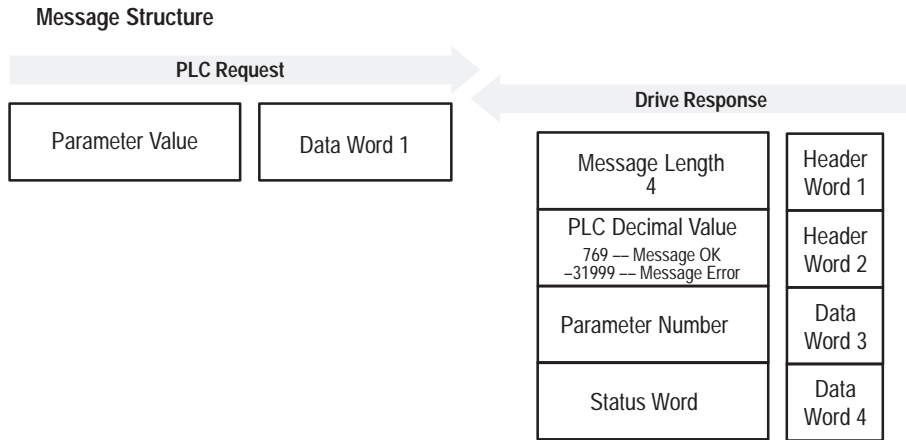 Message Structure
PLC Request
Drive Response
Parameter Value
Data Word 1
Message Length
4
Header
Word 1
PLC Decimal Value
769 –– Message OK
–31999 –– Message Error
Header
Word 2
Parameter Number
Data
Word 3
Status Word
Data
Word 4